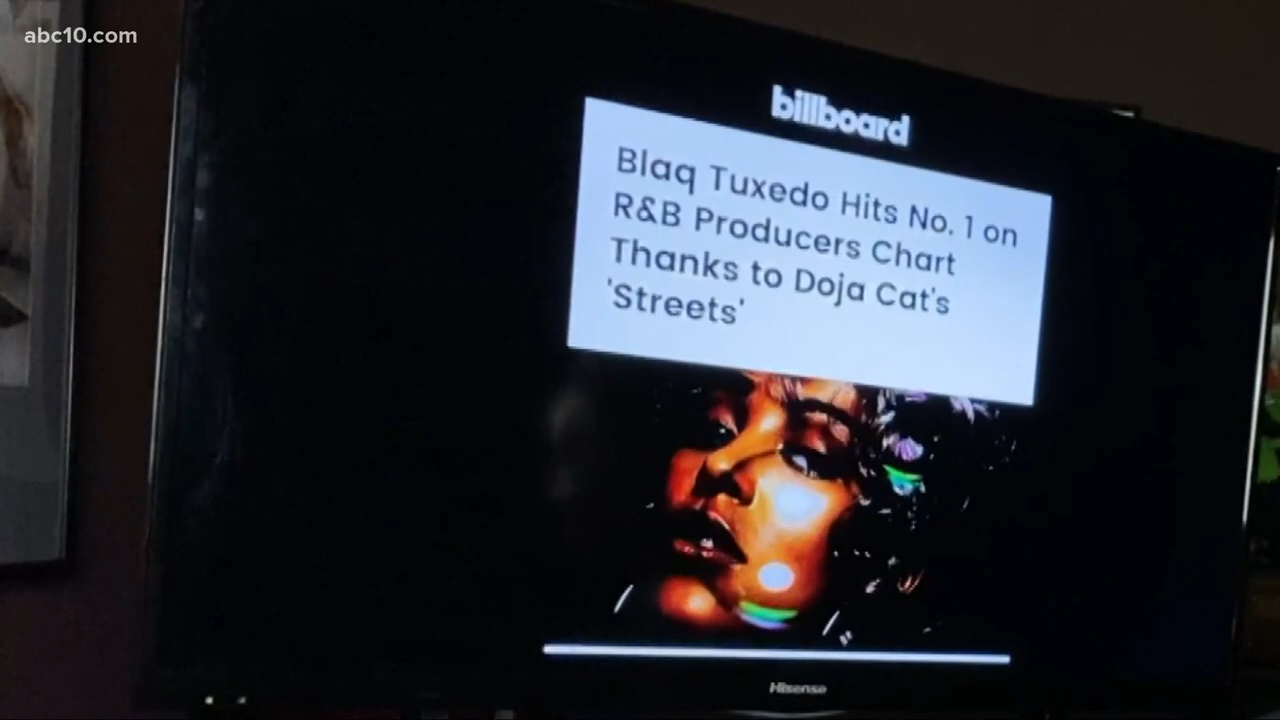 abc10.com
billboard
Blaq Tuxedo Hits No. 1 on
R&B Producers Chart
Thanks to Doja Cat's
'Streets'
Hisense